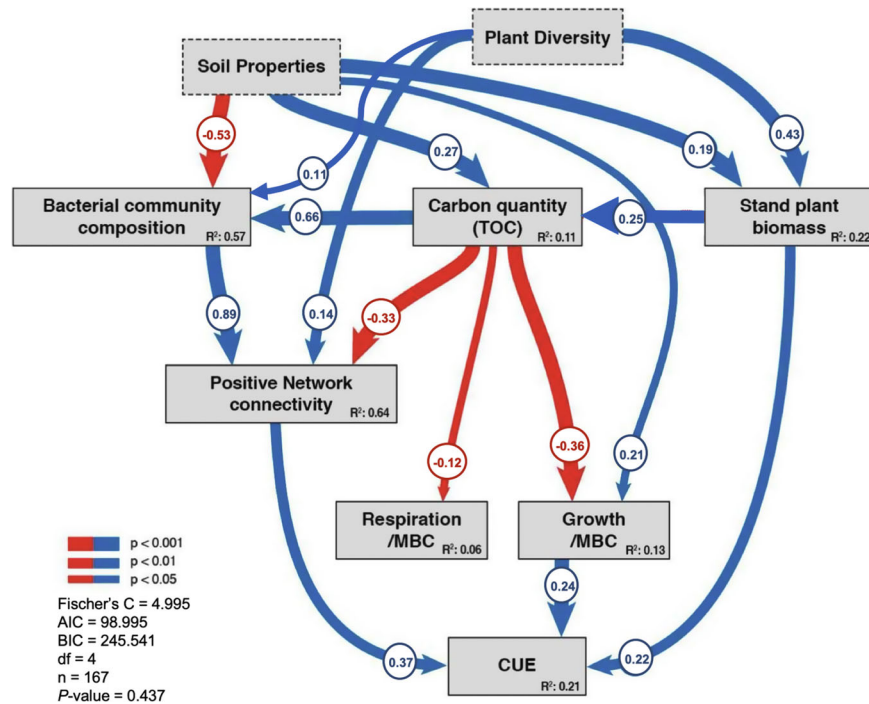 Plant Diversity
Soil Properties
-0.53
0.11
0.27
0.19
0.43
Bacterial community
composition
R²: 0.57
0.66
Carbon quantity
(TOC)
R²: 0.11
0.25
Stand plant
biomass
R²: 0.22
0.89
0.14
-0.33
Positive Network
connectivity
R²: 0.64
-0.12
-0.36
0.21
Respiration
/MBC
R²: 0.06
Growth
/MBC
R²: 0.13
p < 0.001
p < 0.01
p < 0.05
Fischer's C = 4.995
AIC = 98.995
BIC = 245.541
df = 4
n = 167
P-value = 0.437
0.24
0.37
0.22
CUE
R²: 0.21